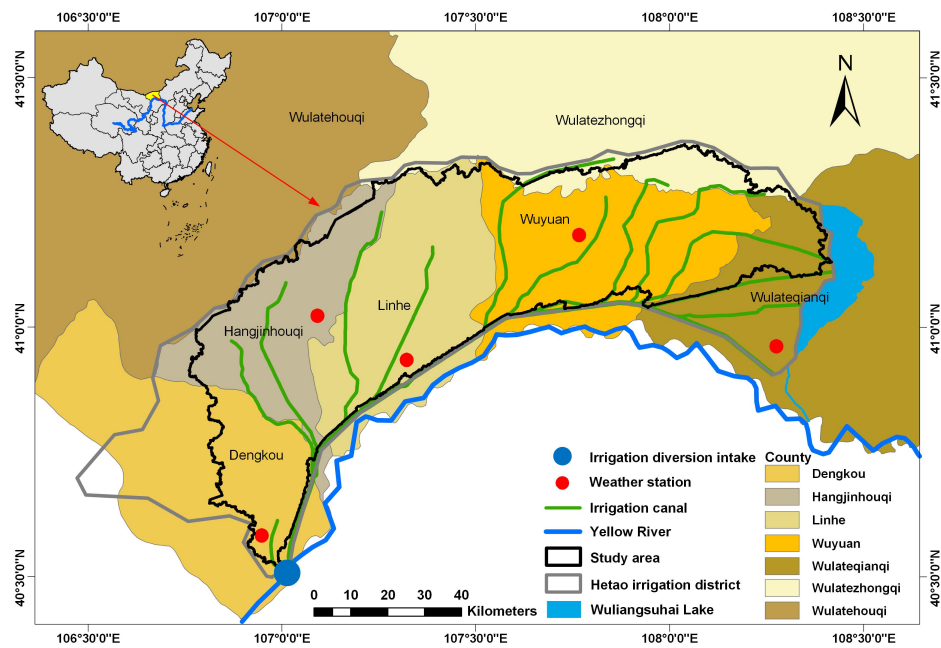 106°30'0"E 107°0'0"E 107°30'0"E 108°0'0"E 108°30'0"E
41°30'0"N 41°30'0"N
N
Wulatehouqi
Wulatezhongqi
Wuyuan
Linhe
Wulateqianqi
Hangjinhouqi
41°0'0"N 41°0'0"N
Dengkou
Irrigation diversion intake
Weather station
Irrigation canal
Yellow River
Study area
Hetao irrigation district
Wuliangsuhai Lake
County
Dengkou
Hangjinhouqi
Linhe
Wuyuan
Wulateqianqi
Wulatezhongqi
Wulatehouqi
40°30'0"N 40°30'0"N
0 10 20 30 40
Kilometers
106°30'0"E 107°0'0"E 107°30'0"E 108°0'0"E 108°30'0"E